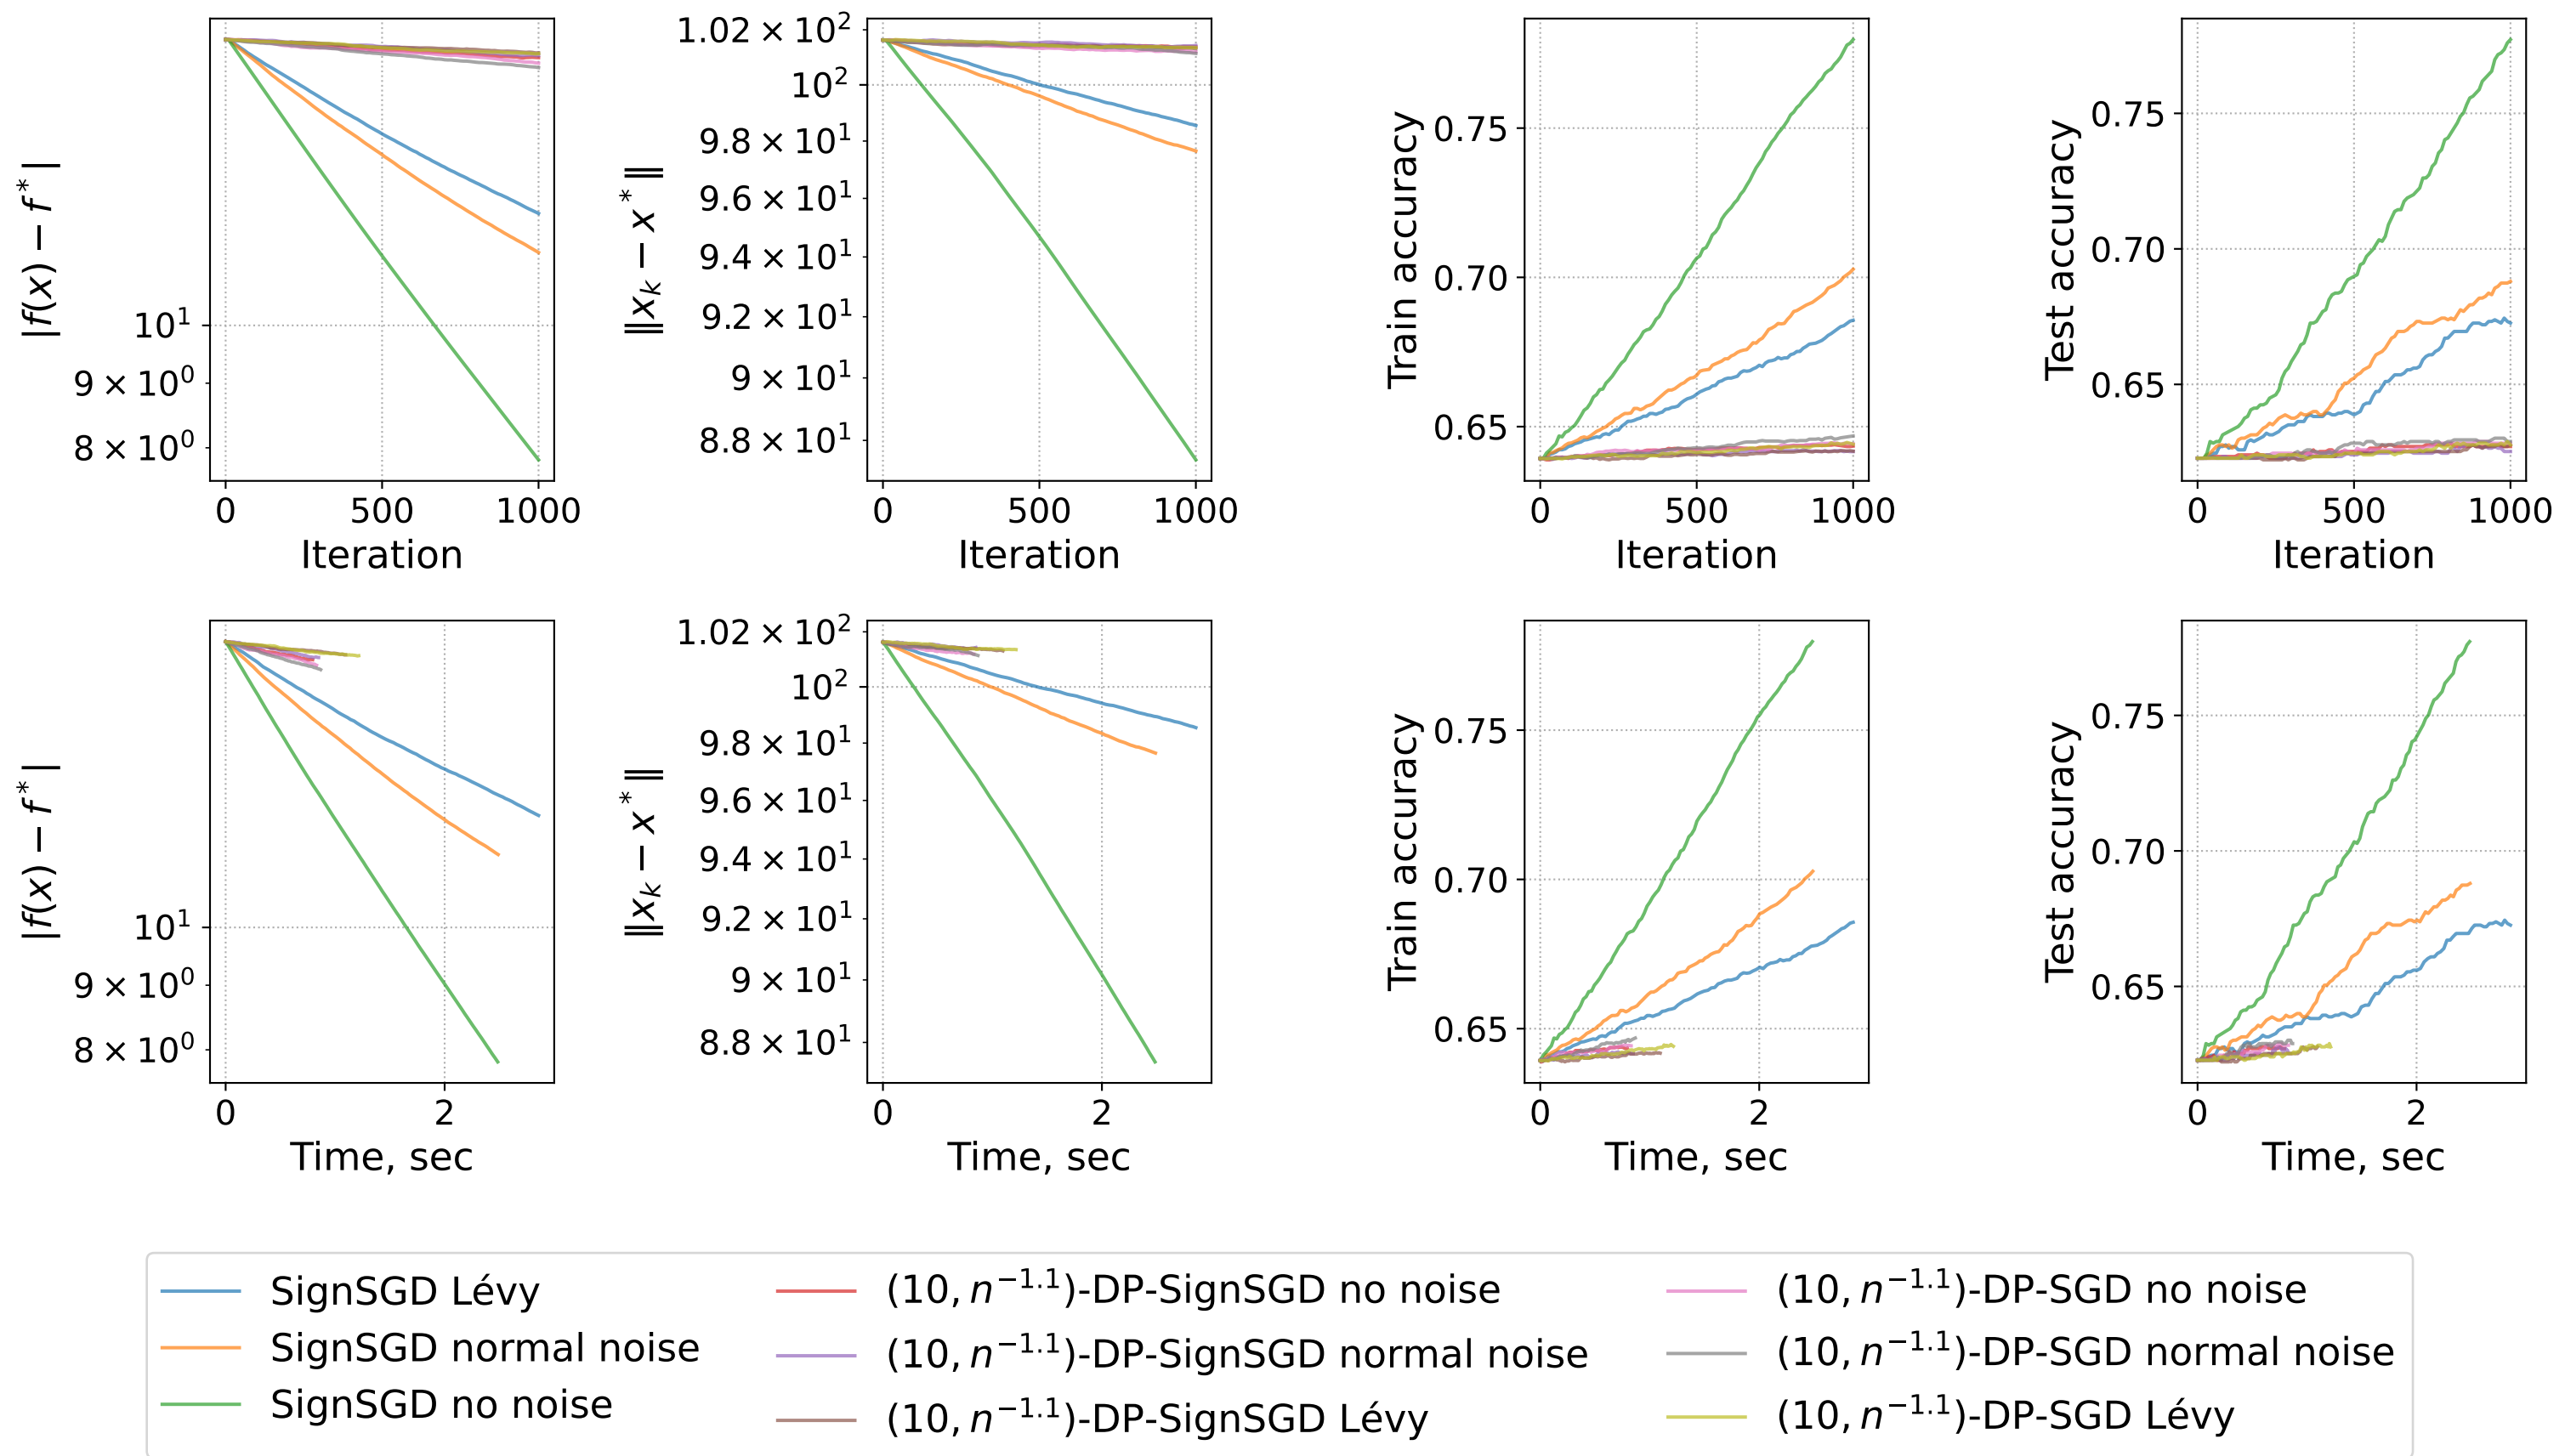 |f(x) − f*|
10¹
9 × 10⁰
8 × 10⁰
0 500 1000
Iteration
‖xₖ − x*‖
1.02 × 10²
10²
9.8 × 10¹
9.6 × 10¹
9.4 × 10¹
9.2 × 10¹
9 × 10¹
8.8 × 10¹
0 500 1000
Iteration
Train accuracy
0.75
0.70
0.65
0 500 1000
Iteration
Test accuracy
0.75
0.70
0.65
0 500 1000
Iteration
|f(x) − f*|
10¹
9 × 10⁰
8 × 10⁰
0 2
Time, sec
‖xₖ − x*‖
1.02 × 10²
10²
9.8 × 10¹
9.6 × 10¹
9.4 × 10¹
9.2 × 10¹
9 × 10¹
8.8 × 10¹
0 2
Time, sec
Train accuracy
0.75
0.70
0.65
0 2
Time, sec
Test accuracy
0.75
0.70
0.65
0 2
Time, sec
SignSGD Lévy
SignSGD normal noise
SignSGD no noise
(10, n⁻¹·¹)-DP-SignSGD no noise
(10, n⁻¹·¹)-DP-SignSGD normal noise
(10, n⁻¹·¹)-DP-SignSGD Lévy
(10, n⁻¹·¹)-DP-SGD no noise
(10, n⁻¹·¹)-DP-SGD normal noise
(10, n⁻¹·¹)-DP-SGD Lévy